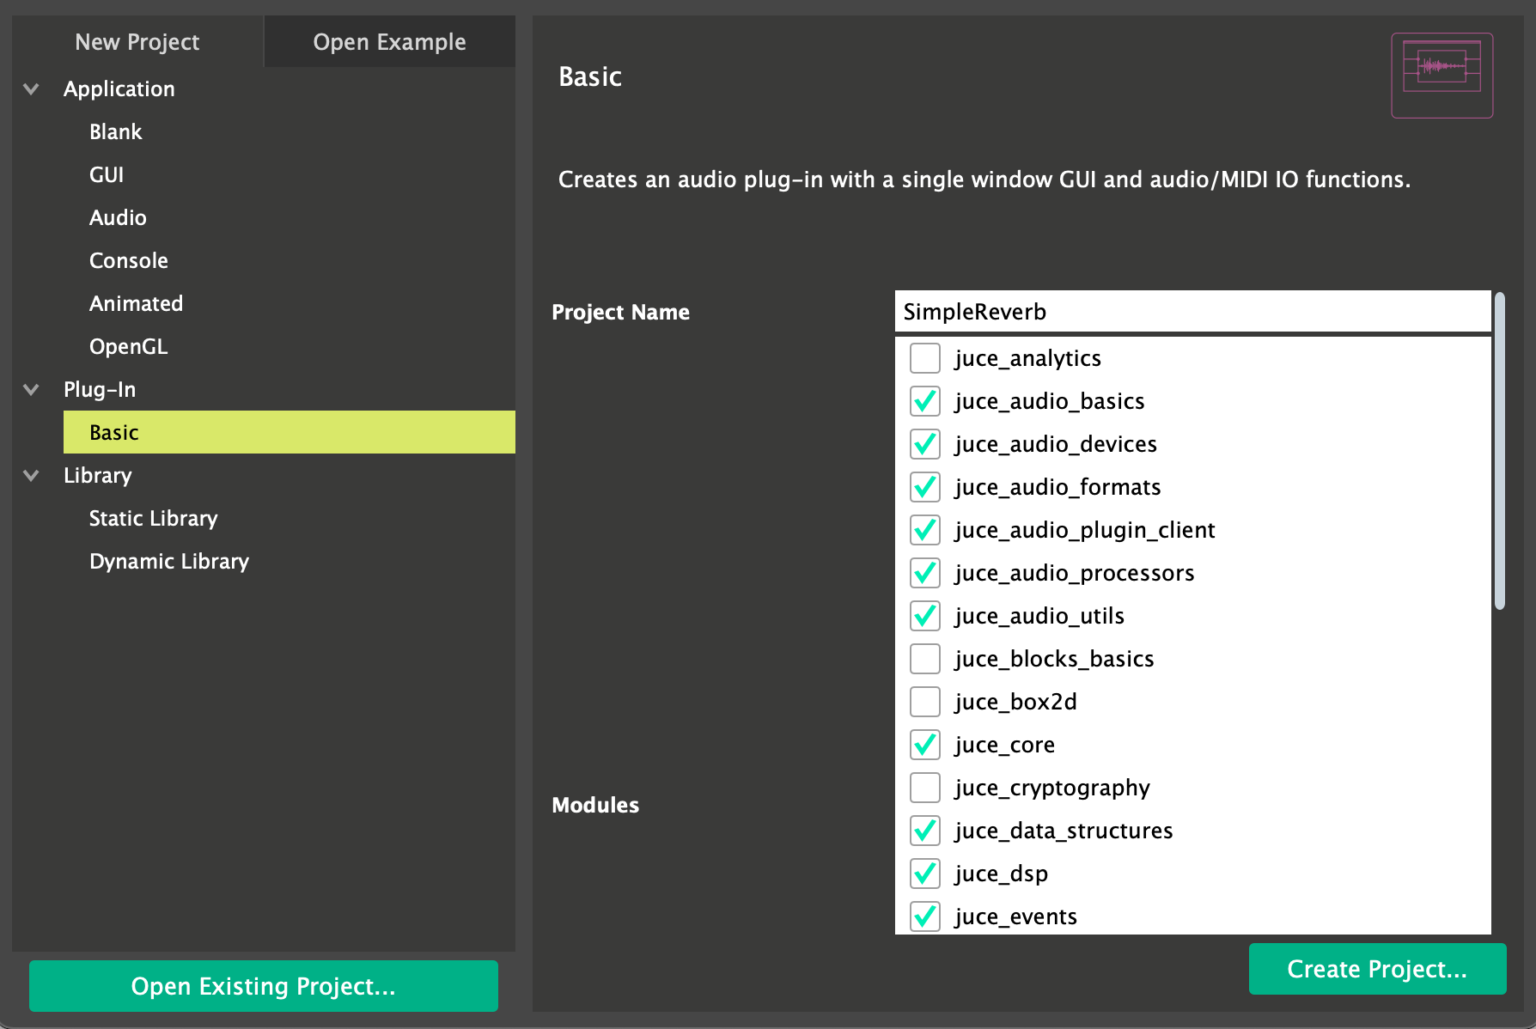 New Project
Open Example
Application
Blank
GUI
Audio
Console
Animated
OpenGL
Plug-In
Basic
Library
Static Library
Dynamic Library
Open Existing Project...
Basic
Creates an audio plug-in with a single window GUI and audio/MIDI IO functions.
Project Name
SimpleReverb
Modules
juce_analytics
juce_audio_basics
juce_audio_devices
juce_audio_formats
juce_audio_plugin_client
juce_audio_processors
juce_audio_utils
juce_blocks_basics
juce_box2d
juce_core
juce_cryptography
juce_data_structures
juce_dsp
juce_events
Create Project...